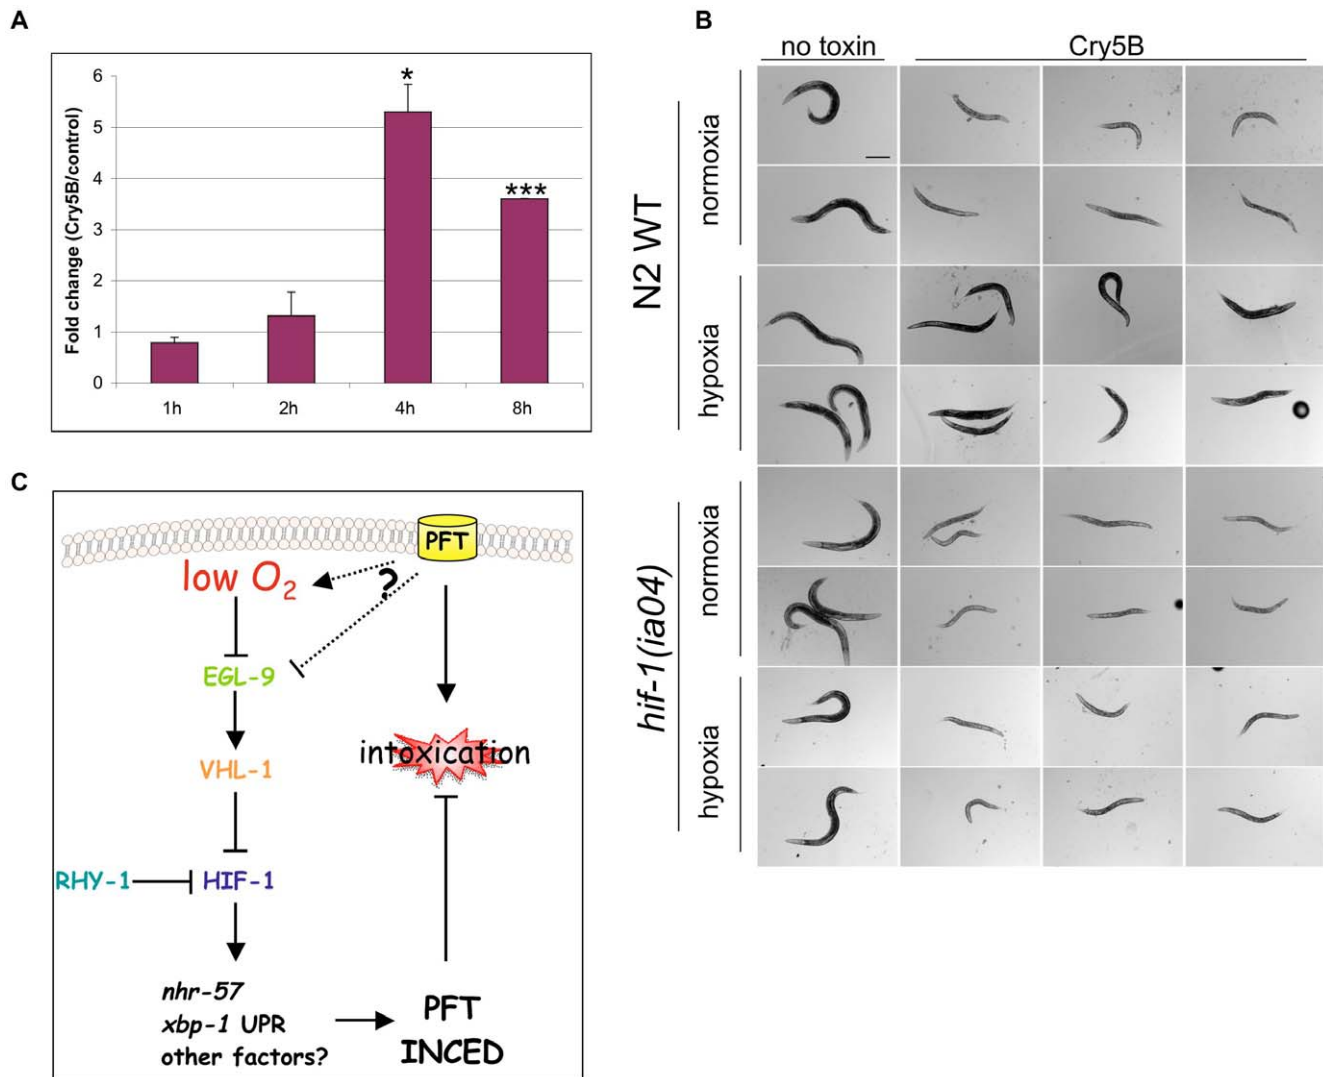 A
Fold change (Cry5B/control)
6
5
4
3
2
1
0
*
***
1h
2h
4h
8h
B
no toxin
Cry5B
N2 WT
normoxia
hypoxia
hif-1(ia04)
normoxia
hypoxia
C
PFT
low O2
?
EGL-9
intoxication
VHL-1
RHY-1
HIF-1
nhr-57
xbp-1 UPR
other factors?
PFT
INCED